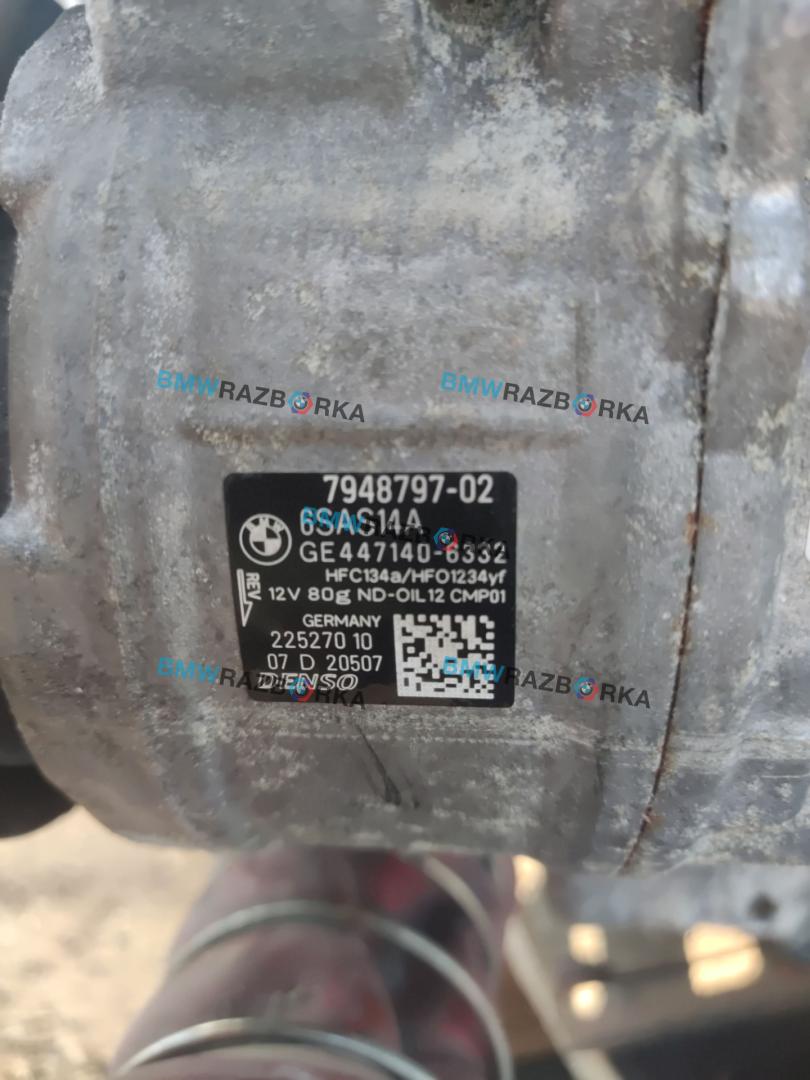 BMWRAZBORKA BMWRAZBORKA
7948797-02
6SAS14A
GE447140-6332
HFC134a/HFO1234yf
REV 12V 80g ND-OIL12 CMP01
GERMANY
225270 10
07 D 20507
DENSO
BMWRAZBORKA BMWRAZBORKA